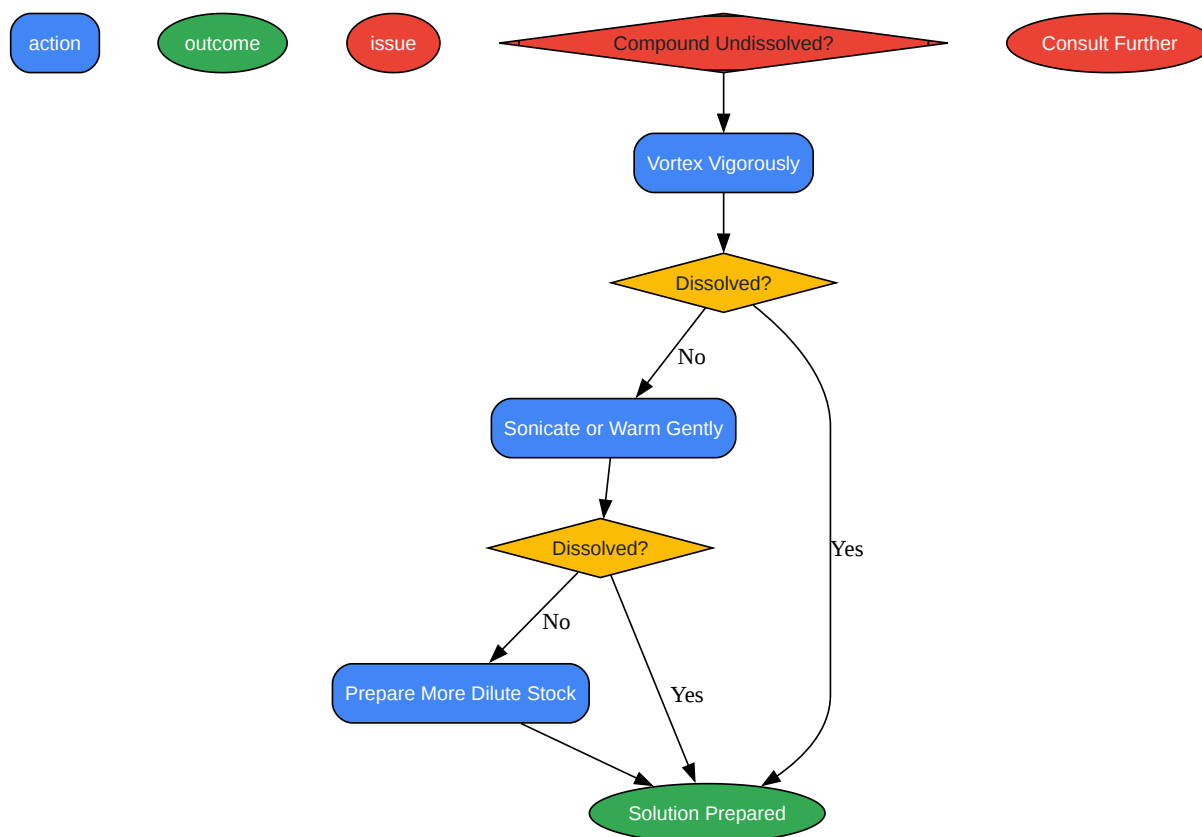 action
outcome
issue
Compound Undissolved?
Consult Further
Vortex Vigorously
Dissolved?
No
Sonicate or Warm Gently
Dissolved?
Yes
No
Prepare More Dilute Stock
Yes
Solution Prepared